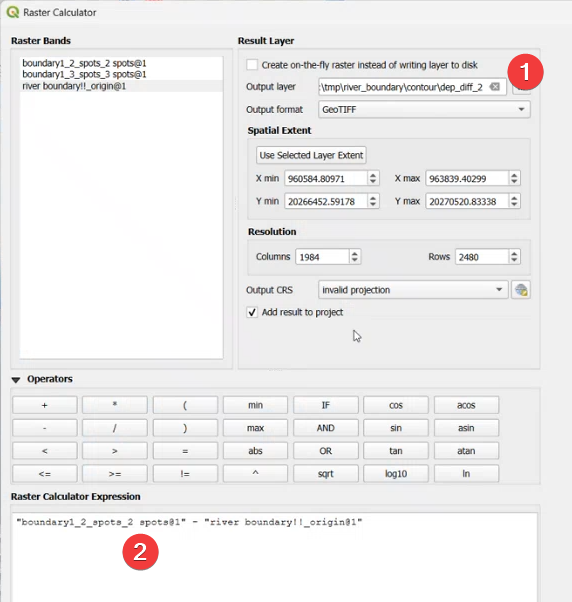 Raster Calculator
Raster Bands
boundary1_2_spots_2 spots@1
boundary1_3_spots_3 spots@1
river boundary!!_origin@1
Result Layer
Create on-the-fly raster instead of writing layer to disk
Output layer :\tmp\river_boundary\contour\dep_diff_2
1
Output format GeoTIFF
Spatial Extent
Use Selected Layer Extent
X min 960584.80971 X max 963839.40299
Y min 20266452.59178 Y max 20270520.83338
Resolution
Columns 1984 Rows 2480
Output CRS invalid projection
Add result to project
Operators
+ * ( min IF cos acos
- / ) max AND sin asin
< > = abs OR tan atan
<= >= != ^ sqrt log10 ln
Raster Calculator Expression
"boundary1_2_spots_2 spots@1" - "river boundary!!_origin@1"
2